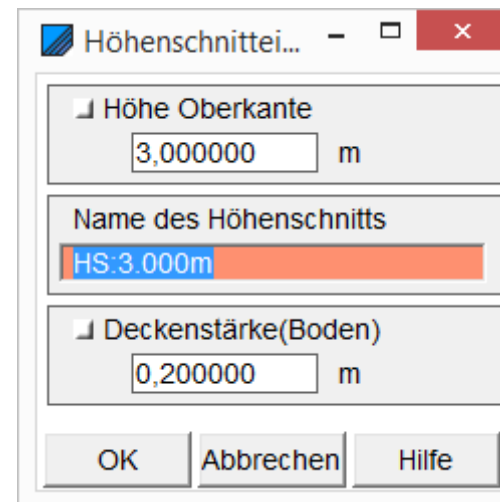 Höhenschnittei...
Höhe Oberkante
3,000000 m
Name des Höhenschnitts
HS:3.000m
Deckenstärke(Boden)
0,200000 m
OK Abbrechen Hilfe